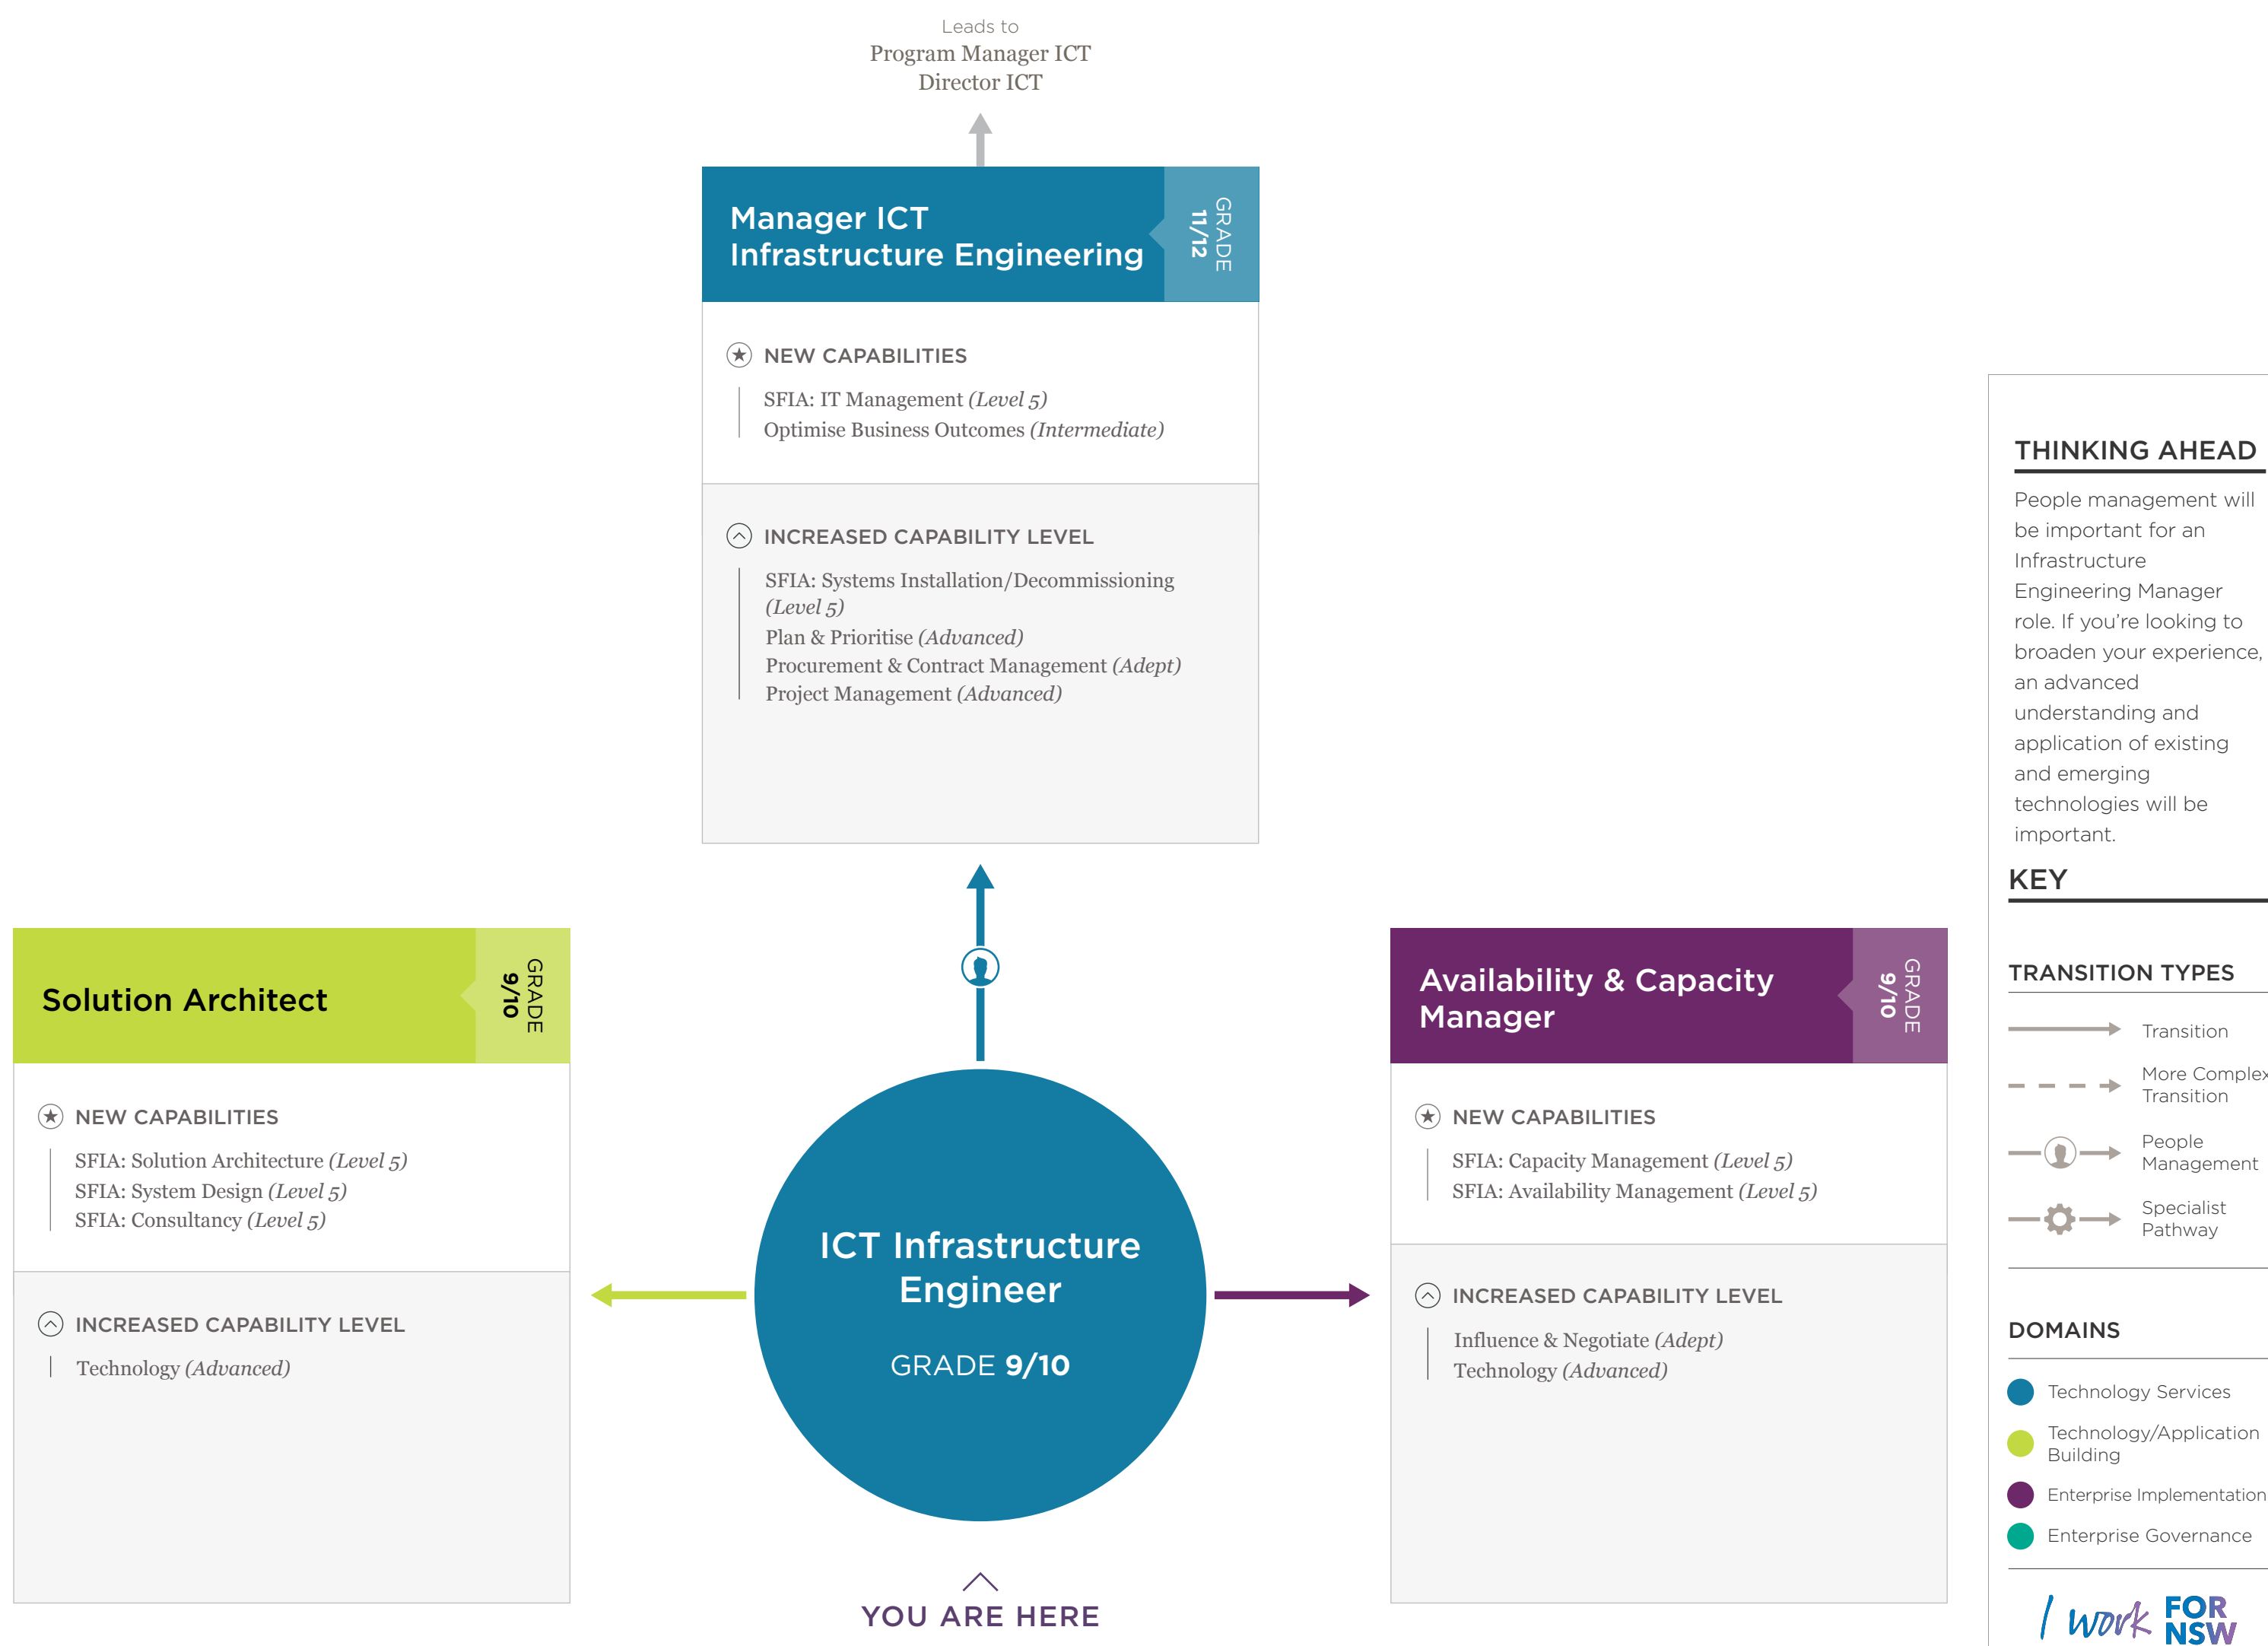 Leads to
Program Manager ICT
Director ICT
Manager ICT
Infrastructure Engineering
GRADE
11/12
NEW CAPABILITIES
SFIA: IT Management (Level 5)
Optimise Business Outcomes (Intermediate)
INCREASED CAPABILITY LEVEL
SFIA: Systems Installation/Decommissioning
(Level 5)
Plan & Prioritise (Advanced)
Procurement & Contract Management (Adept)
Project Management (Advanced)
Solution Architect
GRADE
9/10
NEW CAPABILITIES
SFIA: Solution Architecture (Level 5)
SFIA: System Design (Level 5)
SFIA: Consultancy (Level 5)
INCREASED CAPABILITY LEVEL
Technology (Advanced)
ICT Infrastructure
Engineer
GRADE 9/10
YOU ARE HERE
Availability & Capacity
Manager
GRADE
9/10
NEW CAPABILITIES
SFIA: Capacity Management (Level 5)
SFIA: Availability Management (Level 5)
INCREASED CAPABILITY LEVEL
Influence & Negotiate (Adept)
Technology (Advanced)
THINKING AHEAD
People management will
be important for an
Infrastructure
Engineering Manager
role. If you’re looking to
broaden your experience,
an advanced
understanding and
application of existing
and emerging
technologies will be
important.
KEY
TRANSITION TYPES
Transition
More Complex
Transition
People
Management
Specialist
Pathway
DOMAINS
Technology Services
Technology/Application
Building
Enterprise Implementation
Enterprise Governance
I work FOR
NSW